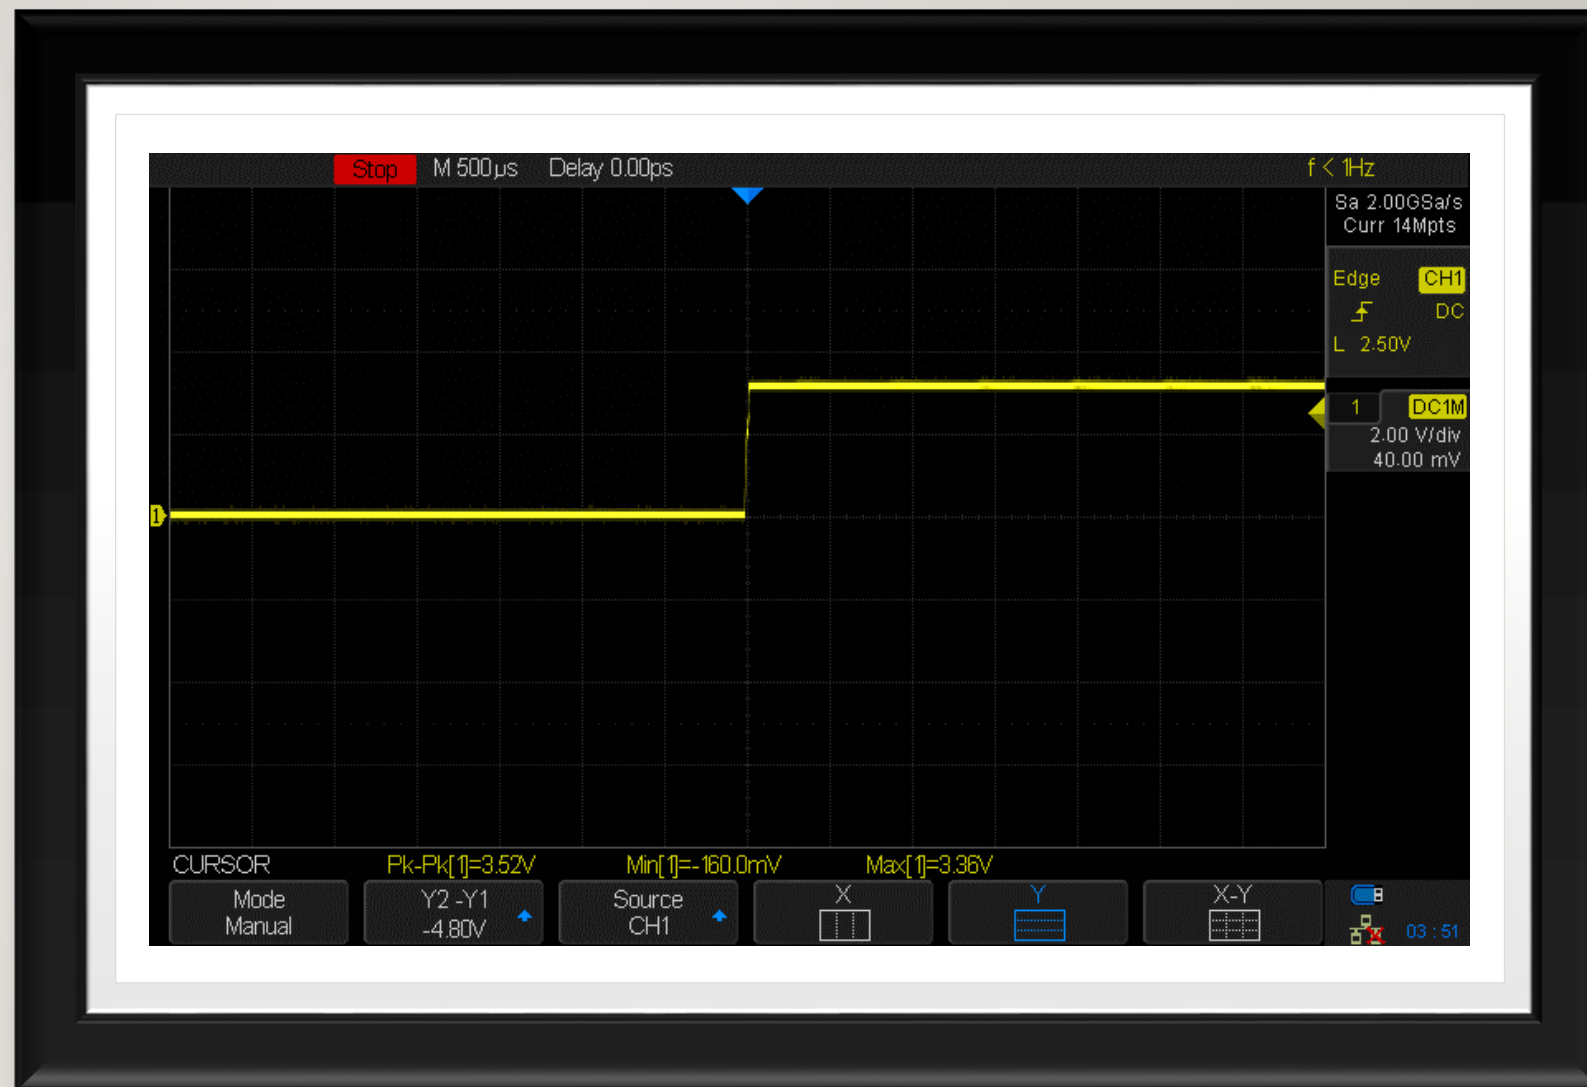 Stop M 500µs Delay 0.00ps f < 1Hz
Sa 2.00GSa/s
Curr 14Mpts
Edge CH1
DC
L 2.50V
1 DC1M
2.00 V/div
40.00 mV
1
CURSOR Pk-Pk[1]=3.52V Min[1]=-160.0mV Max[1]=3.36V
Mode
Manual
Y2 -Y1
-4.80V
Source
CH1
X
Y
X-Y
03 : 51